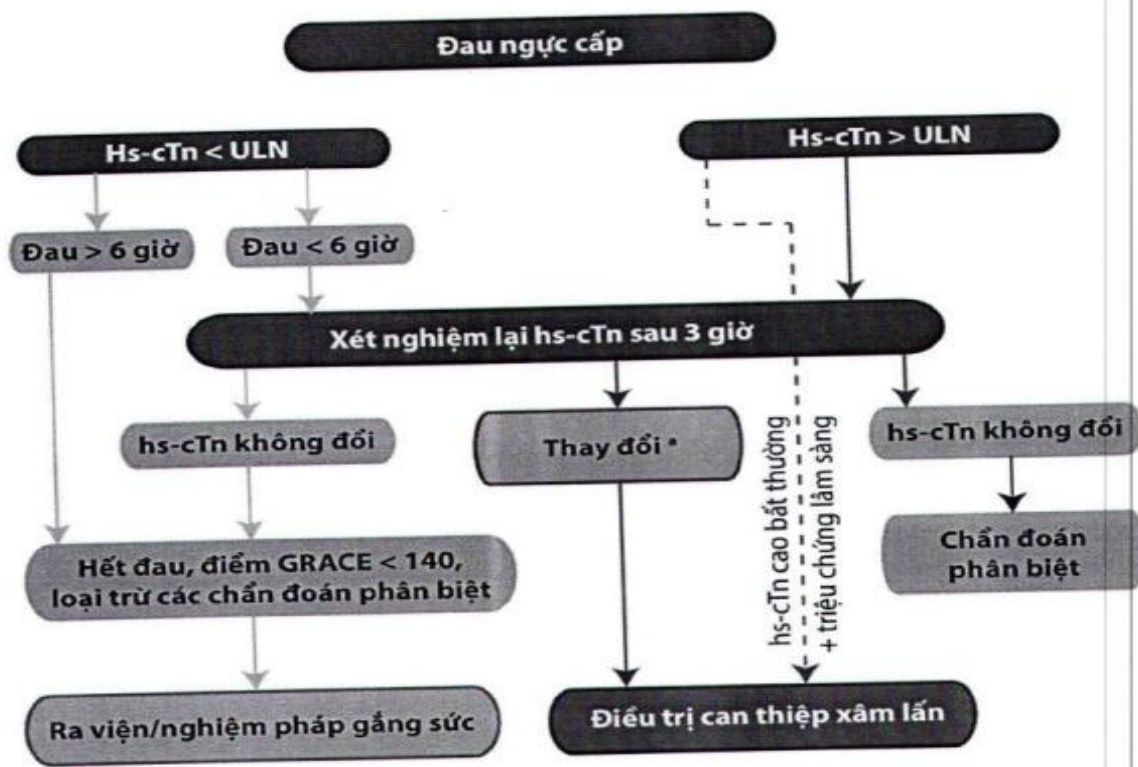 Đau ngực cấp
Hs-cTn < ULN
Hs-cTn > ULN
Đau > 6 giờ
Đau < 6 giờ
Xét nghiệm lại hs-cTn sau 3 giờ
hs-cTn không đổi
Thay đổi ª
hs-cTn cao bất thường
+ triệu chứng lâm sàng
hs-cTn không đổi
Hết đau, điểm GRACE < 140,
loại trừ các chẩn đoán phân biệt
Chẩn đoán
phân biệt
Ra viện/nghiệm pháp gắng sức
Điều trị can thiệp xâm lấn